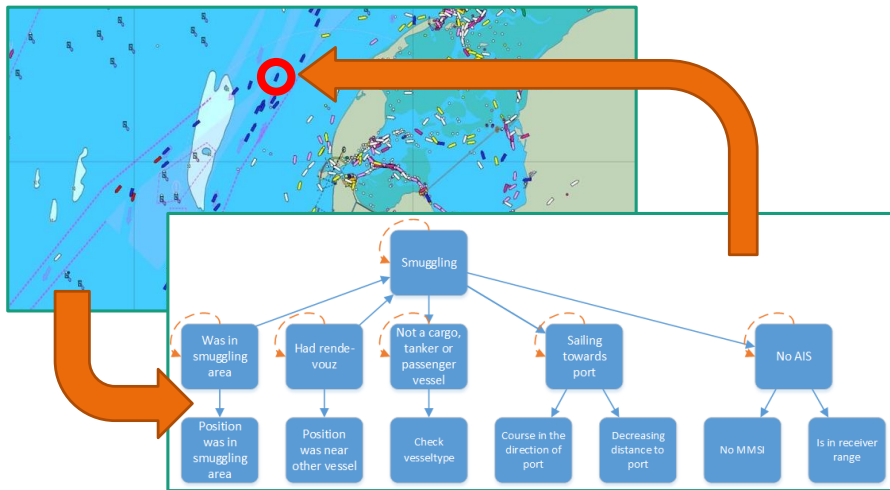 Smuggling
Was in
smuggling
area
Had rende-
vouz
Not a cargo,
tanker or
passenger
vessel
Sailing
towards
port
No AIS
Position
was in
smuggling
area
Position
was near
other vessel
Check
vesseltype
Course in the
direction of
port
Decreasing
distance to
port
No MMSI
Is in receiver
range